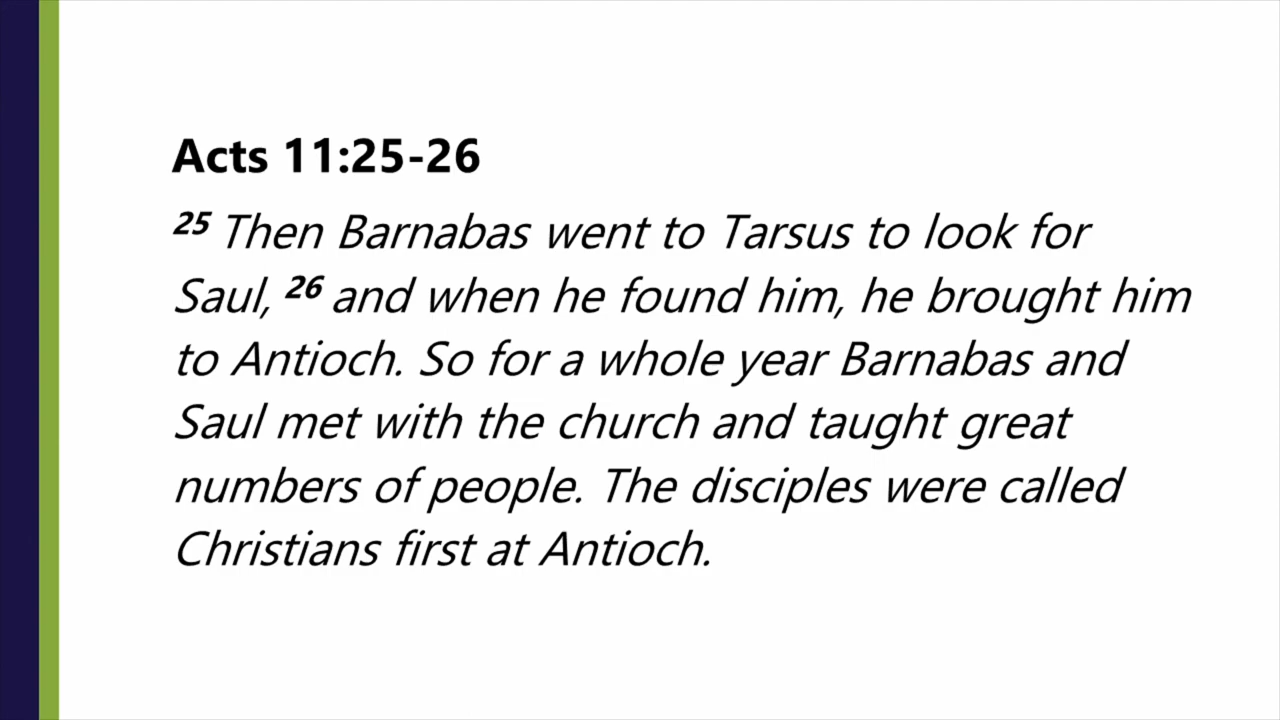 Acts 11:25-26
25 Then Barnabas went to Tarsus to look for
Saul, 26 and when he found him, he brought him
to Antioch. So for a whole year Barnabas and
Saul met with the church and taught great
numbers of people. The disciples were called
Christians first at Antioch.